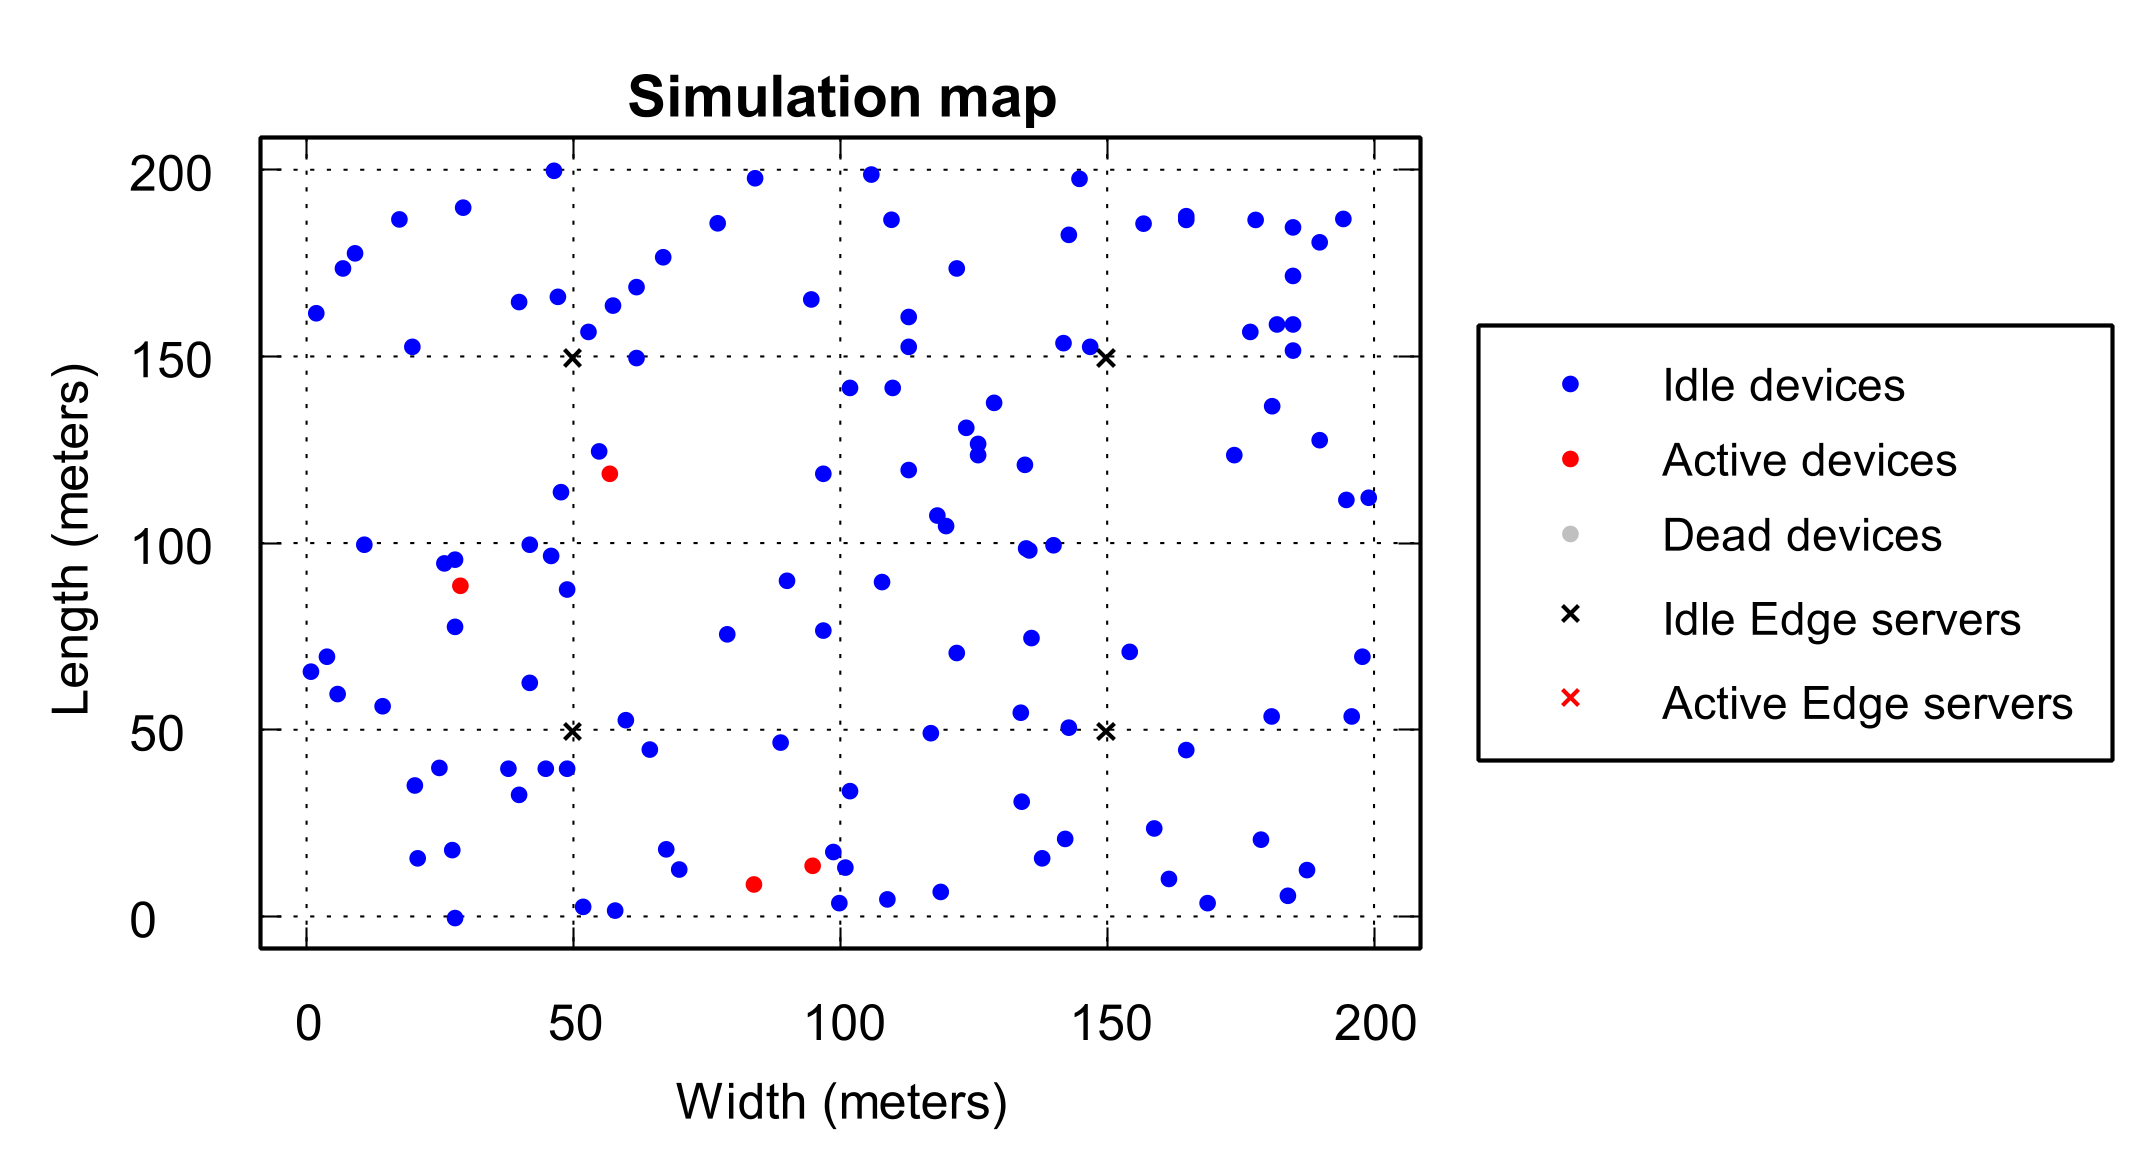 Simulation map
200
150
100
50
0
Length (meters)
0
50
100
150
200
Width (meters)
Idle devices
Active devices
Dead devices
Idle Edge servers
Active Edge servers